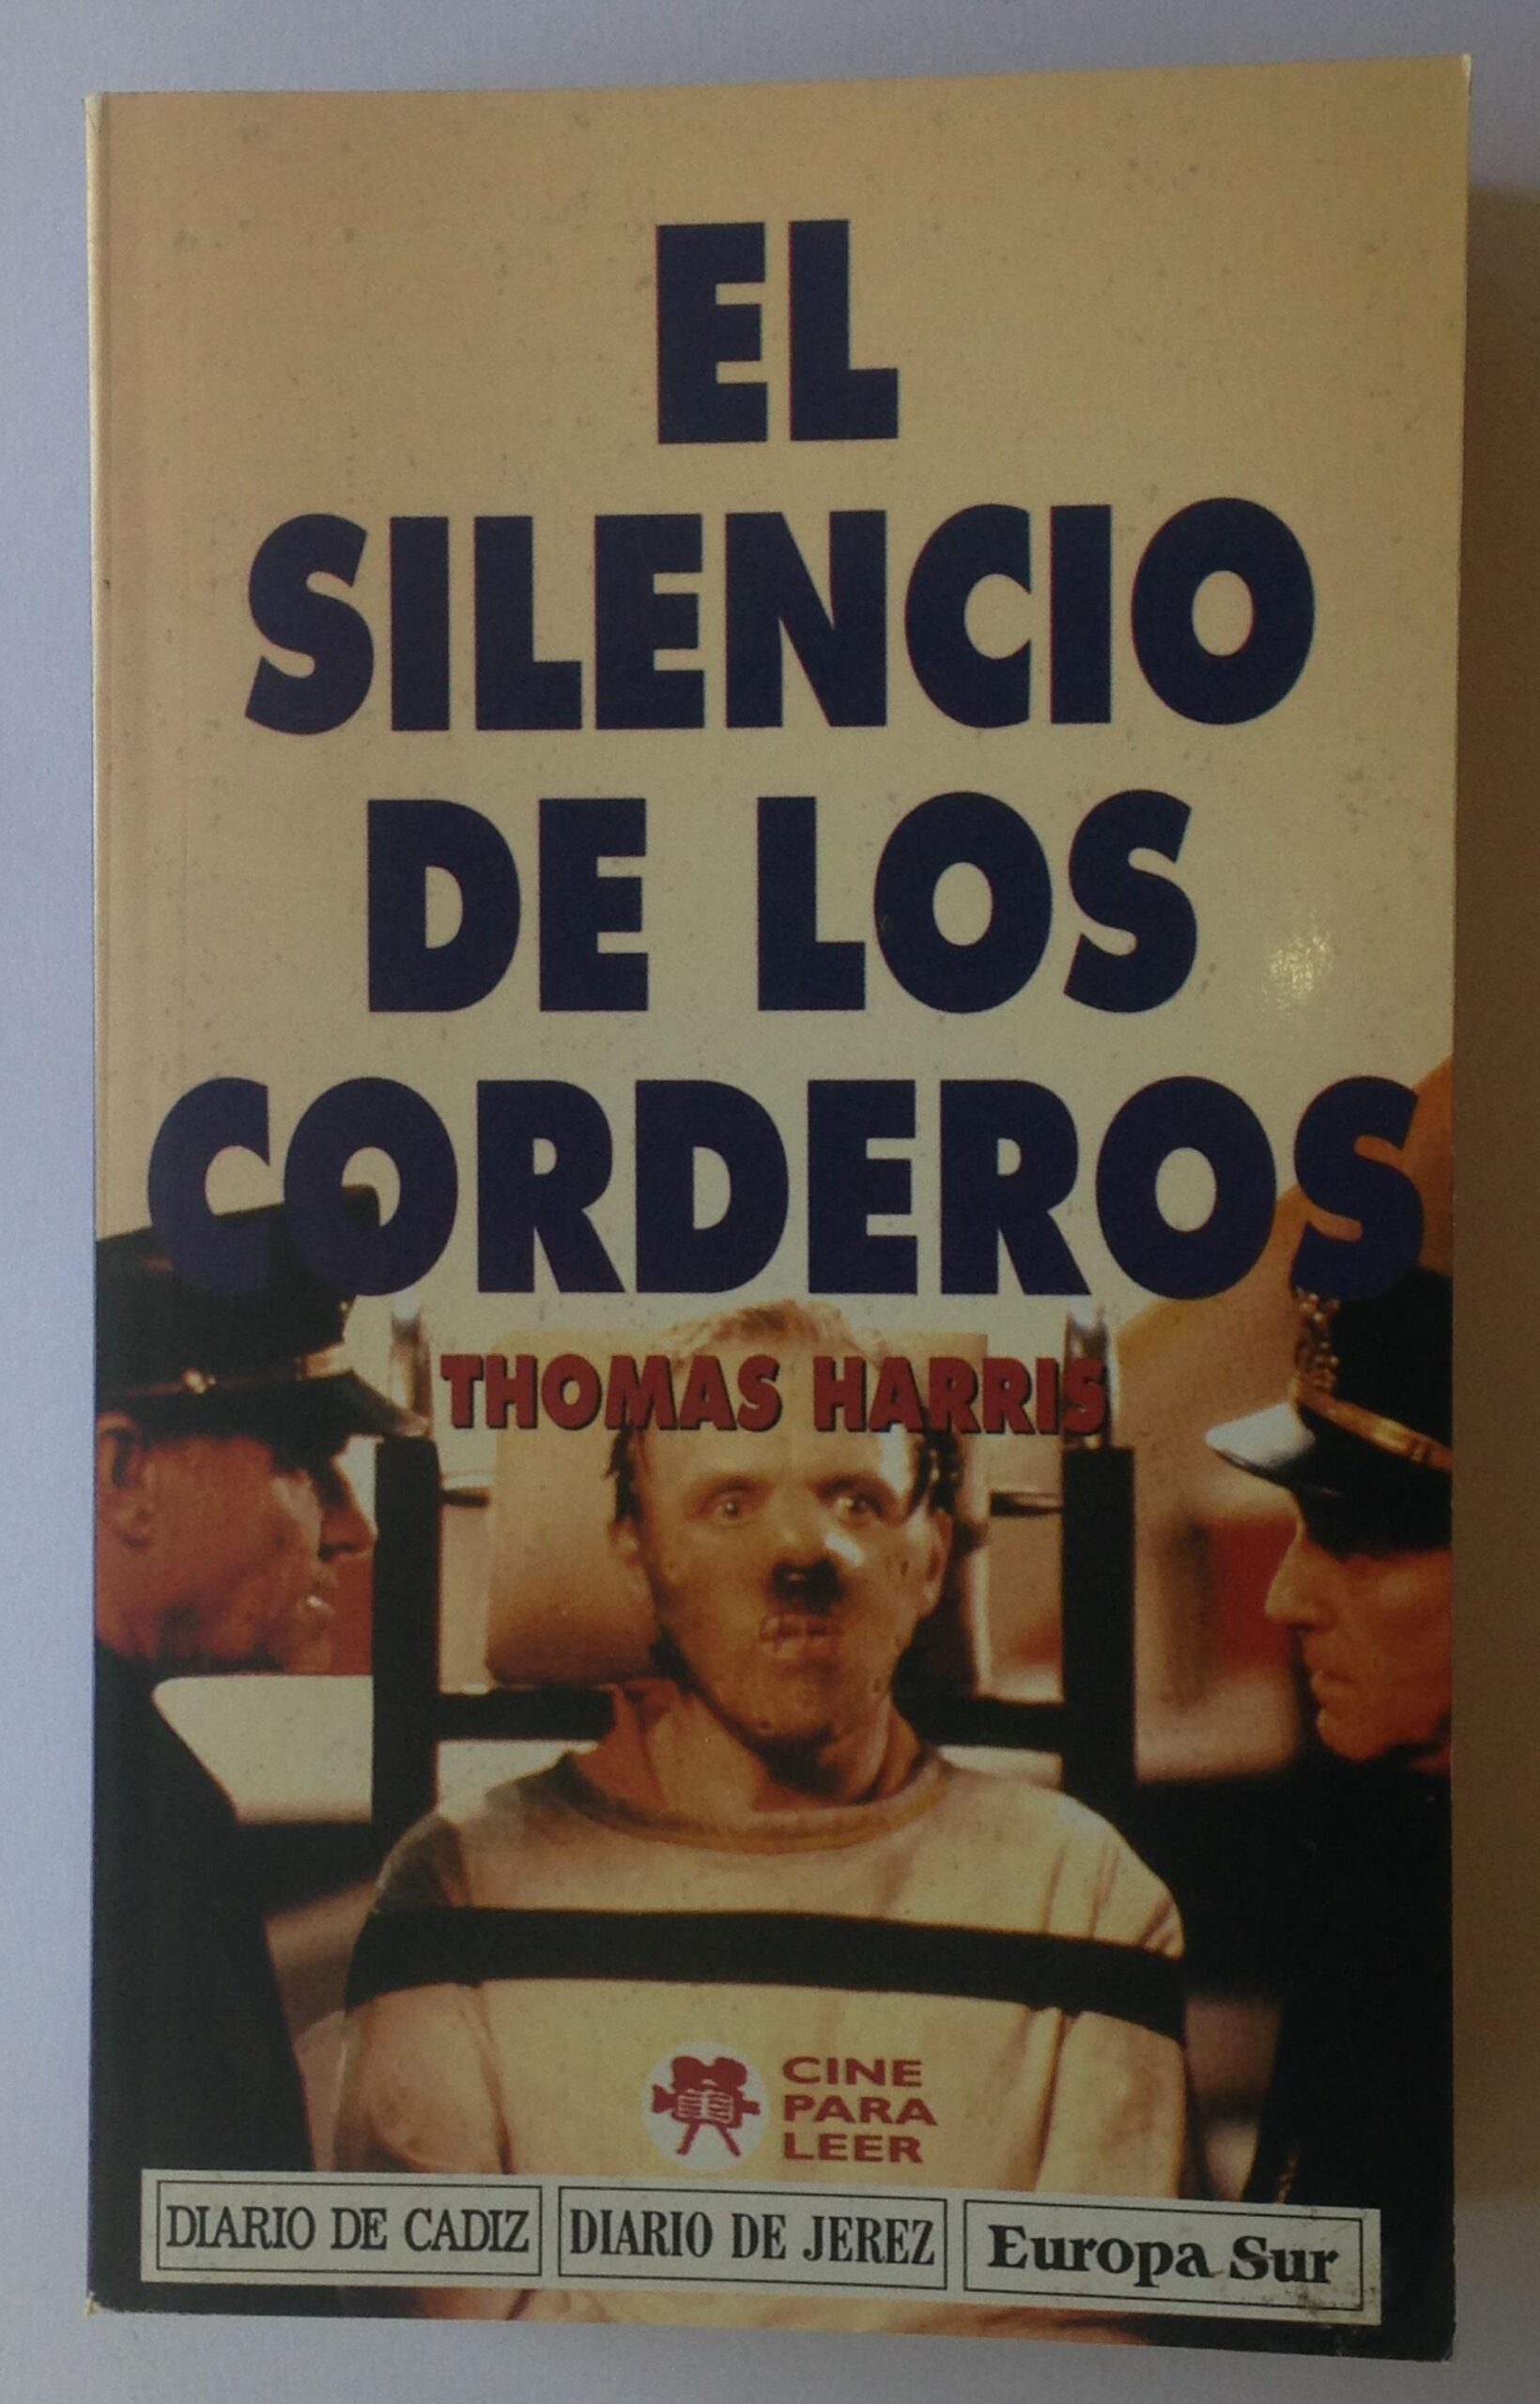 EL
SILENCIO
DE LOS
CORDEROS
THOMAS HARRIS
CINE
PARA
LEER
DIARIO DE CADIZ DIARIO DE JEREZ Europa Sur